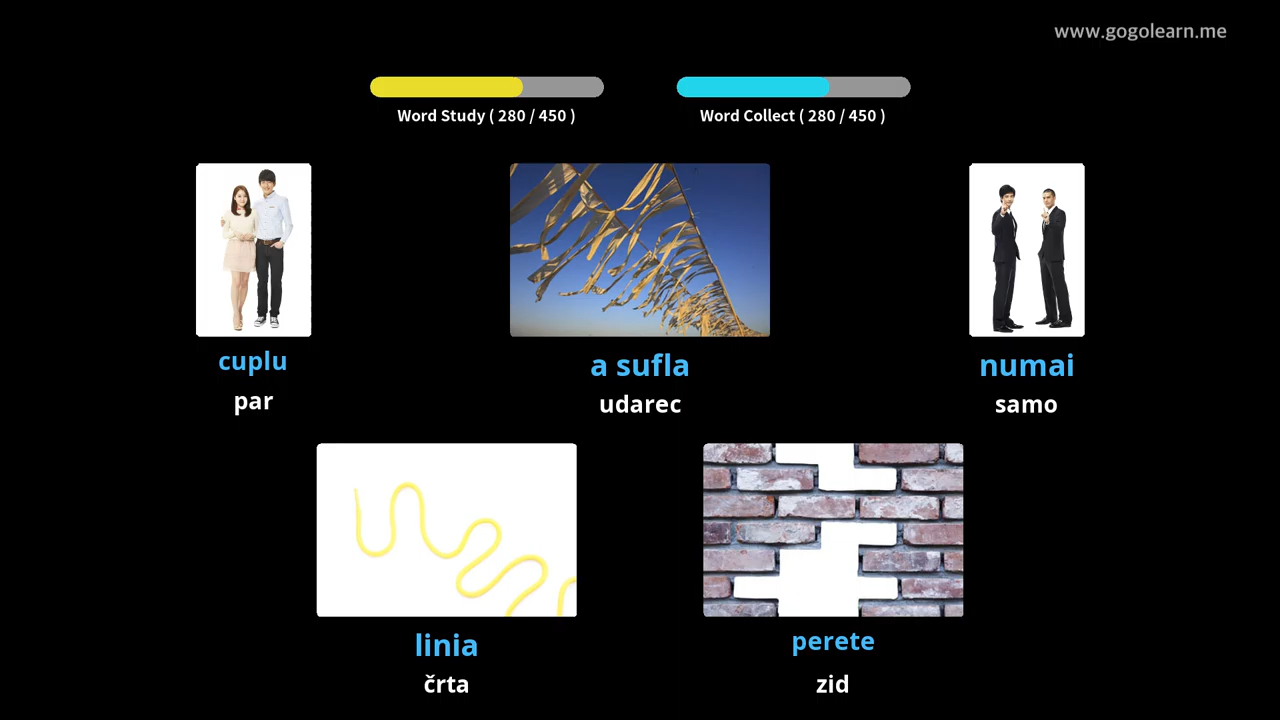 www.gogolearn.me
Word Study ( 280 / 450 )
Word Collect ( 280 / 450 )
cuplu
par
a sufla
udarec
numai
samo
linia
črta
perete
zid